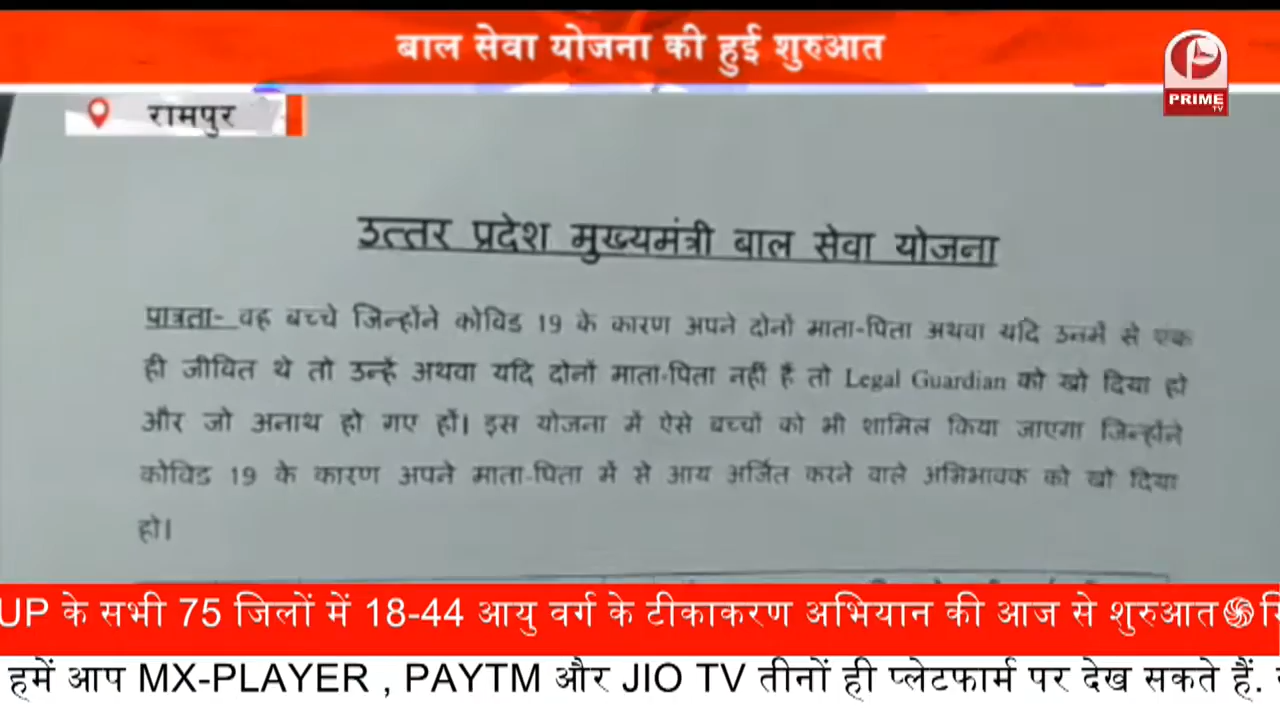 बाल सेवा योजना की हुई शुरुआत
PRIME
TV
रामपुर
उत्तर प्रदेश मुख्यमंत्री बाल सेवा योजना
पात्रता- वह बच्चे जिन्होंने कोविड 19 के कारण अपने दोनों माता-पिता अथवा यदि उनमें से एक
ही जीवित थे तो उन्हें अथवा यदि दोनों माता-पिता नहीं हैं तो Legal Guardian को खो दिया हो
और जो अनाथ हो गए हों। इस योजना में ऐसे बच्चों को भी शामिल किया जाएगा जिन्होंने
कोविड 19 के कारण अपने माता-पिता में से आय अर्जित करने वाले अभिभावक को खो दिया
हो।
UP के सभी 75 जिलों में 18-44 आयु वर्ग के टीकाकरण अभियान की आज से शुरुआत
हमें आप MX-PLAYER , PAYTM और JIO TV तीनों ही प्लेटफार्म पर देख सकते हैं.